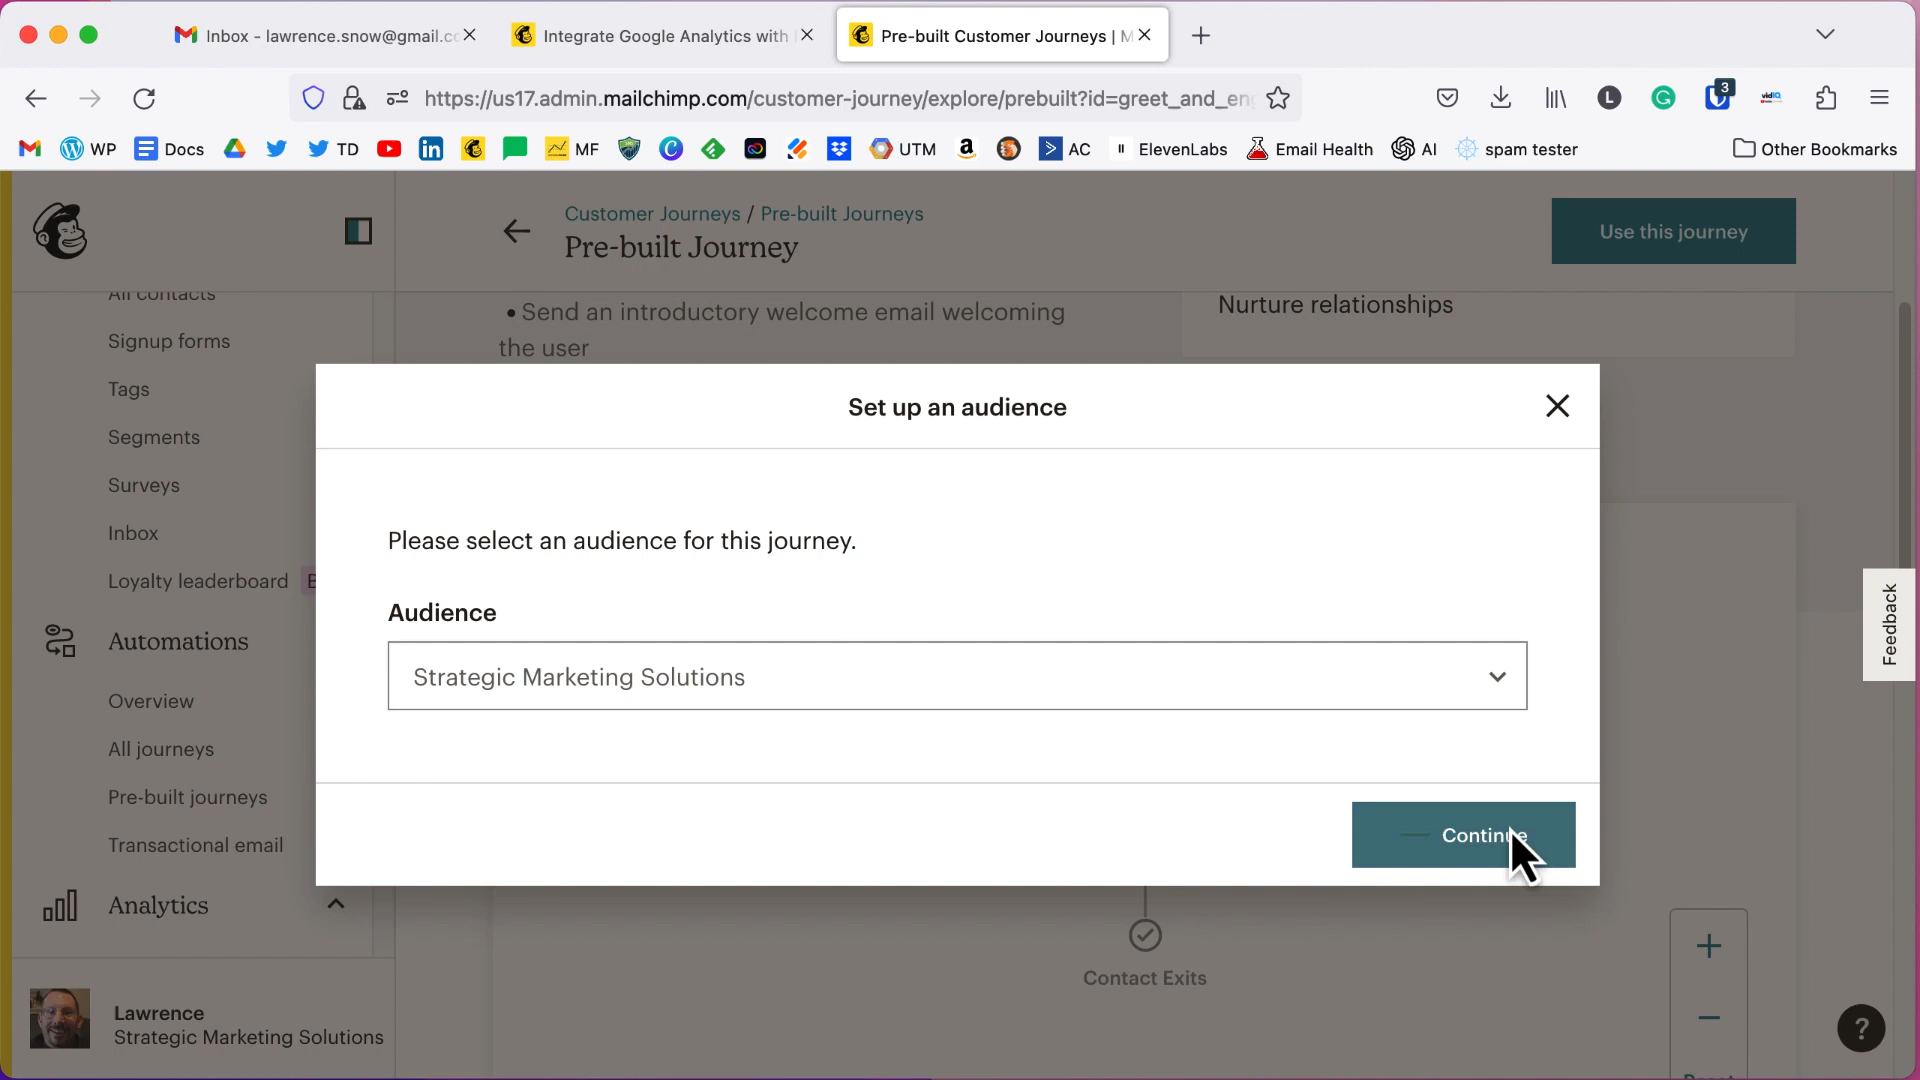 Inbox - lawrence.snow@gmail.co
Integrate Google Analytics with
Pre-built Customer Journeys | M
https://us17.admin.mailchimp.com/customer-journey/explore/prebuilt?id=greet_and_en
L
3
vidIQ
WP
Docs
TD
MF
UTM
AC
ElevenLabs
Email Health
AI
spam tester
Other Bookmarks
Customer Journeys / Pre-built Journeys
Pre-built Journey
Use this journey
All contacts
Signup forms
Tags
Segments
Surveys
Inbox
Loyalty leaderboard
Automations
Overview
All journeys
Pre-built journeys
Transactional email
Analytics
Lawrence
Strategic Marketing Solutions
• Send an introductory welcome email welcoming
the user
Nurture relationships
Set up an audience
Please select an audience for this journey.
Audience
Strategic Marketing Solutions
Continue
Contact Exits
Feedback
?